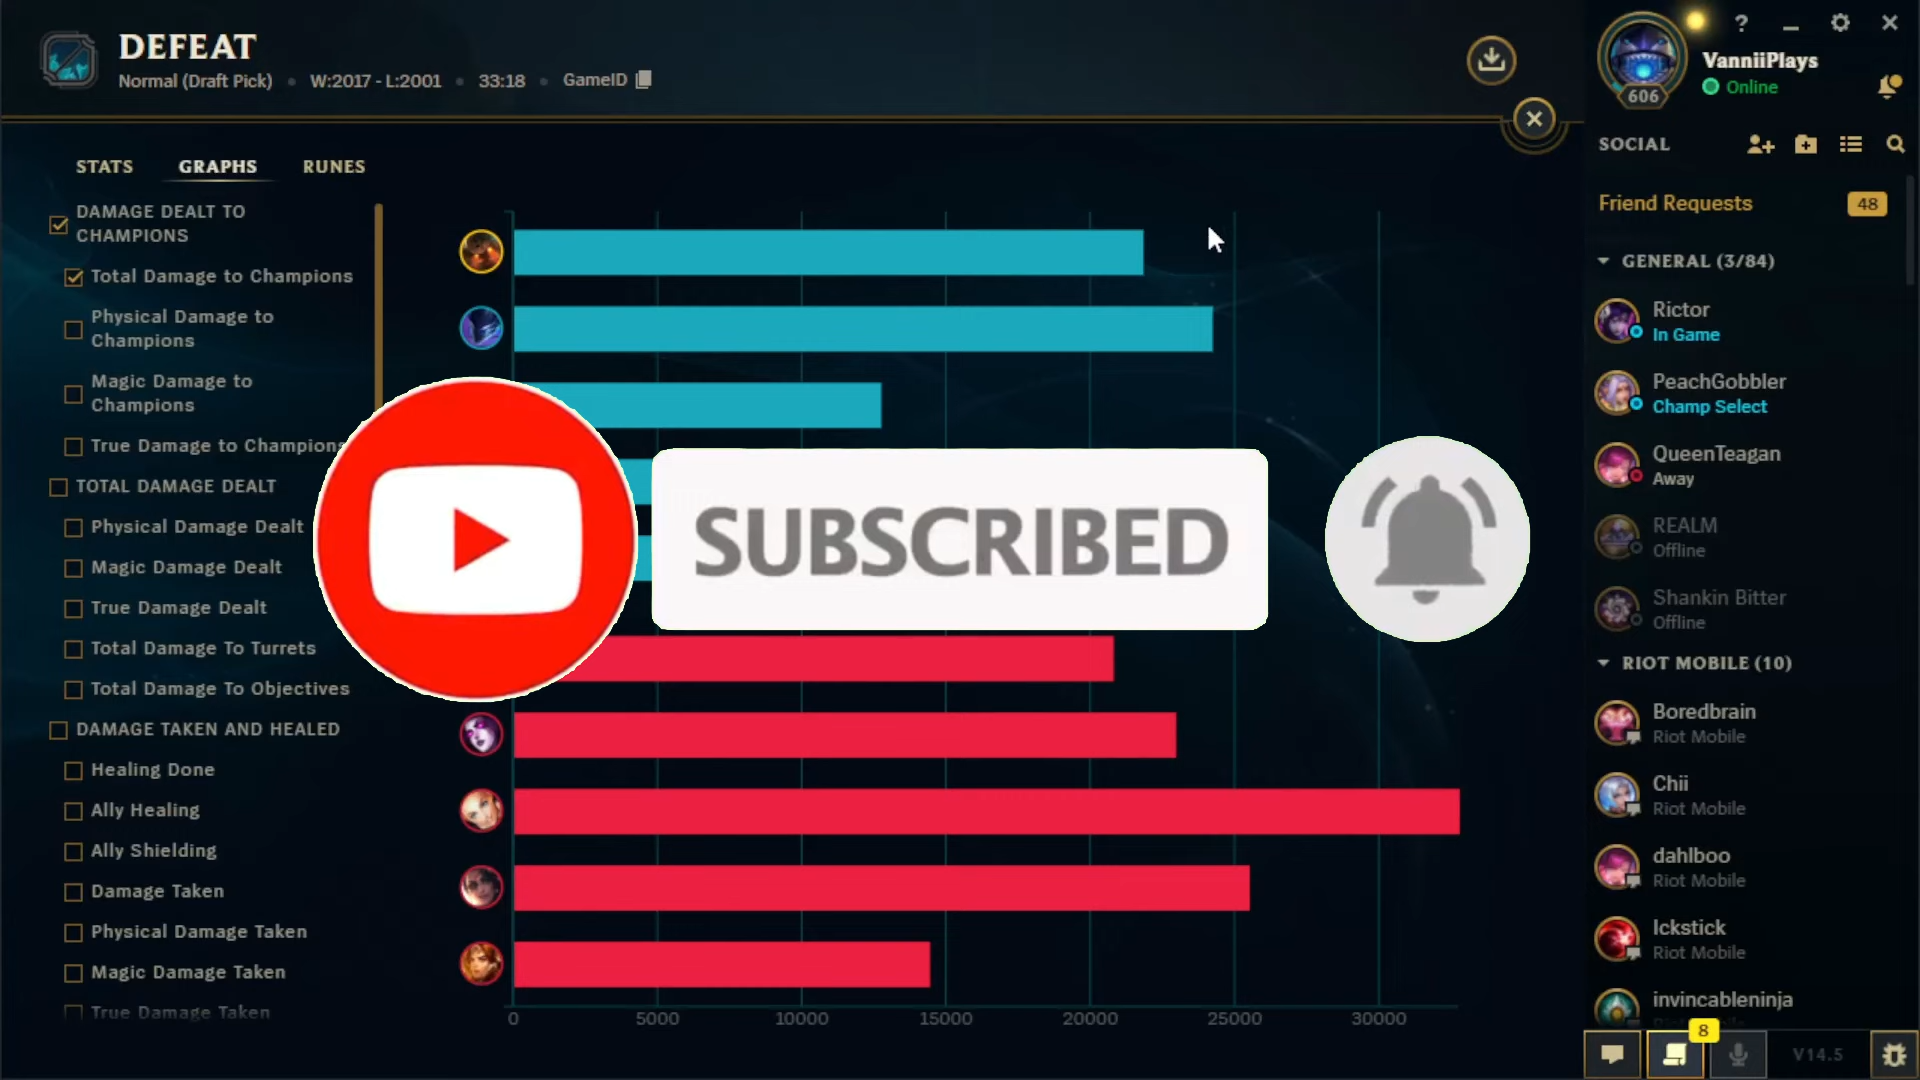 DEFEAT
Normal (Draft Pick) • W:2017 - L:2001 • 33:18 • GameID
STATS GRAPHS RUNES
DAMAGE DEALT TO
CHAMPIONS
Total Damage to Champions
Physical Damage to
Champions
Magic Damage to
Champions
True Damage to Champions
TOTAL DAMAGE DEALT
Physical Damage Dealt
Magic Damage Dealt
True Damage Dealt
Total Damage To Turrets
Total Damage To Objectives
DAMAGE TAKEN AND HEALED
Healing Done
Ally Healing
Ally Shielding
Damage Taken
Physical Damage Taken
Magic Damage Taken
True Damage Taken
SUBSCRIBED
0 5000 10000 15000 20000 25000 30000
?
606
VanniiPlays
Online
SOCIAL
Friend Requests 48
GENERAL (3/84)
Rictor
In Game
PeachGobbler
Champ Select
QueenTeagan
Away
REALM
Offline
Shankin Bitter
Offline
RIOT MOBILE (10)
Boredbrain
Riot Mobile
Chii
Riot Mobile
dahlboo
Riot Mobile
Ickstick
Riot Mobile
invincableninja
8
V14.5